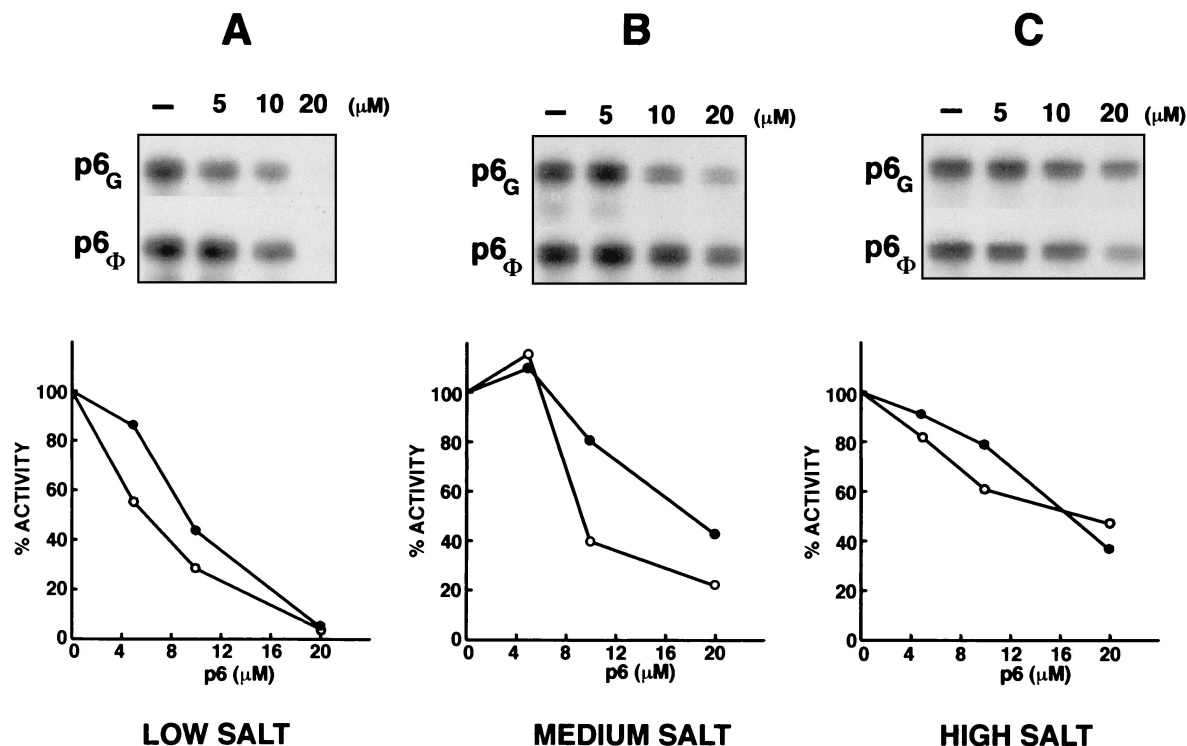 A
B
C
– 5 10 20 (μM)
– 5 10 20 (μM)
– 5 10 20 (μM)
p6G
p6Φ
p6G
p6Φ
p6G
p6Φ
% ACTIVITY
100
80
60
40
20
0
0 4 8 12 16 20
p6 (μM)
% ACTIVITY
100
80
60
40
20
0
0 4 8 12 16 20
p6 (μM)
% ACTIVITY
100
80
60
40
20
0
0 4 8 12 16 20
p6 (μM)
LOW SALT
MEDIUM SALT
HIGH SALT